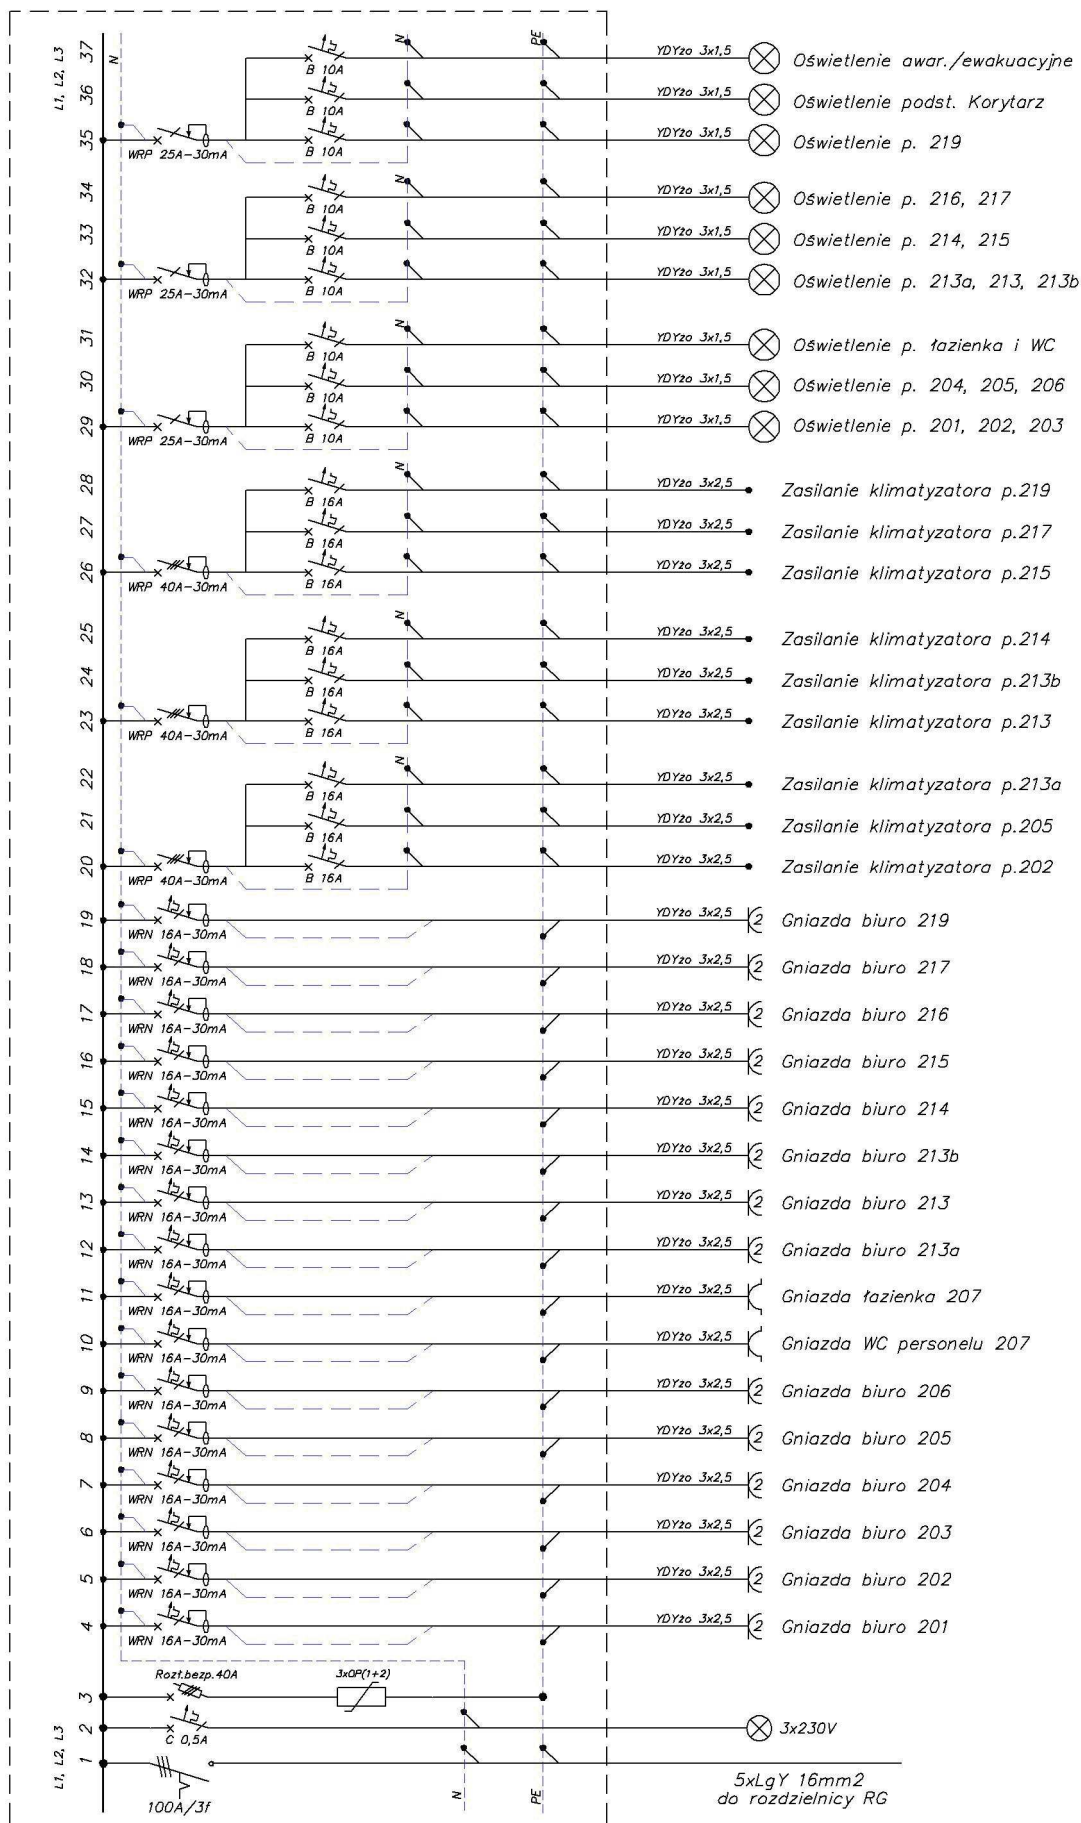 L1, L2, L3
N
N
PE
37
B 10A
YDYżo 3x1,5
Oświetlenie awar./ewakuacyjne
36
B 10A
YDYżo 3x1,5
Oświetlenie podst. Korytarz
35
WRP 25A-30mA
B 10A
YDYżo 3x1,5
Oświetlenie p. 219
34
N
B 10A
YDYżo 3x1,5
Oświetlenie p. 216, 217
33
B 10A
YDYżo 3x1,5
Oświetlenie p. 214, 215
32
WRP 25A-30mA
B 10A
YDYżo 3x1,5
Oświetlenie p. 213a, 213, 213b
31
N
B 10A
YDYżo 3x1,5
Oświetlenie p. łazienka i WC
30
B 10A
YDYżo 3x1,5
Oświetlenie p. 204, 205, 206
29
WRP 25A-30mA
B 10A
YDYżo 3x1,5
Oświetlenie p. 201, 202, 203
28
N
B 16A
YDYżo 3x2,5
Zasilanie klimatyzatora p.219
27
B 16A
YDYżo 3x2,5
Zasilanie klimatyzatora p.217
26
WRP 40A-30mA
B 16A
YDYżo 3x2,5
Zasilanie klimatyzatora p.215
25
N
B 16A
YDYżo 3x2,5
Zasilanie klimatyzatora p.214
24
B 16A
YDYżo 3x2,5
Zasilanie klimatyzatora p.213b
23
WRP 40A-30mA
B 16A
YDYżo 3x2,5
Zasilanie klimatyzatora p.213
22
N
B 16A
YDYżo 3x2,5
Zasilanie klimatyzatora p.213a
21
B 16A
YDYżo 3x2,5
Zasilanie klimatyzatora p.205
20
WRP 40A-30mA
B 16A
YDYżo 3x2,5
Zasilanie klimatyzatora p.202
19
WRN 16A-30mA
YDYżo 3x2,5
2 Gniazda biuro 219
18
WRN 16A-30mA
YDYżo 3x2,5
2 Gniazda biuro 217
17
WRN 16A-30mA
YDYżo 3x2,5
2 Gniazda biuro 216
16
WRN 16A-30mA
YDYżo 3x2,5
2 Gniazda biuro 215
15
WRN 16A-30mA
YDYżo 3x2,5
2 Gniazda biuro 214
14
WRN 16A-30mA
YDYżo 3x2,5
2 Gniazda biuro 213b
13
WRN 16A-30mA
YDYżo 3x2,5
2 Gniazda biuro 213
12
WRN 16A-30mA
YDYżo 3x2,5
2 Gniazda biuro 213a
11
WRN 16A-30mA
YDYżo 3x2,5
Gniazda łazienka 207
10
WRN 16A-30mA
YDYżo 3x2,5
Gniazda WC personelu 207
9
WRN 16A-30mA
YDYżo 3x2,5
2 Gniazda biuro 206
8
WRN 16A-30mA
YDYżo 3x2,5
2 Gniazda biuro 205
7
WRN 16A-30mA
YDYżo 3x2,5
2 Gniazda biuro 204
6
WRN 16A-30mA
YDYżo 3x2,5
2 Gniazda biuro 203
5
WRN 16A-30mA
YDYżo 3x2,5
2 Gniazda biuro 202
4
WRN 16A-30mA
YDYżo 3x2,5
2 Gniazda biuro 201
3
Rozł.bezp.40A
3xOP(1+2)
2
C 0,5A
3x230V
1
L1, L2, L3
100A/3f
N
PE
5xLgY 16mm2
do rozdzielnicy RG